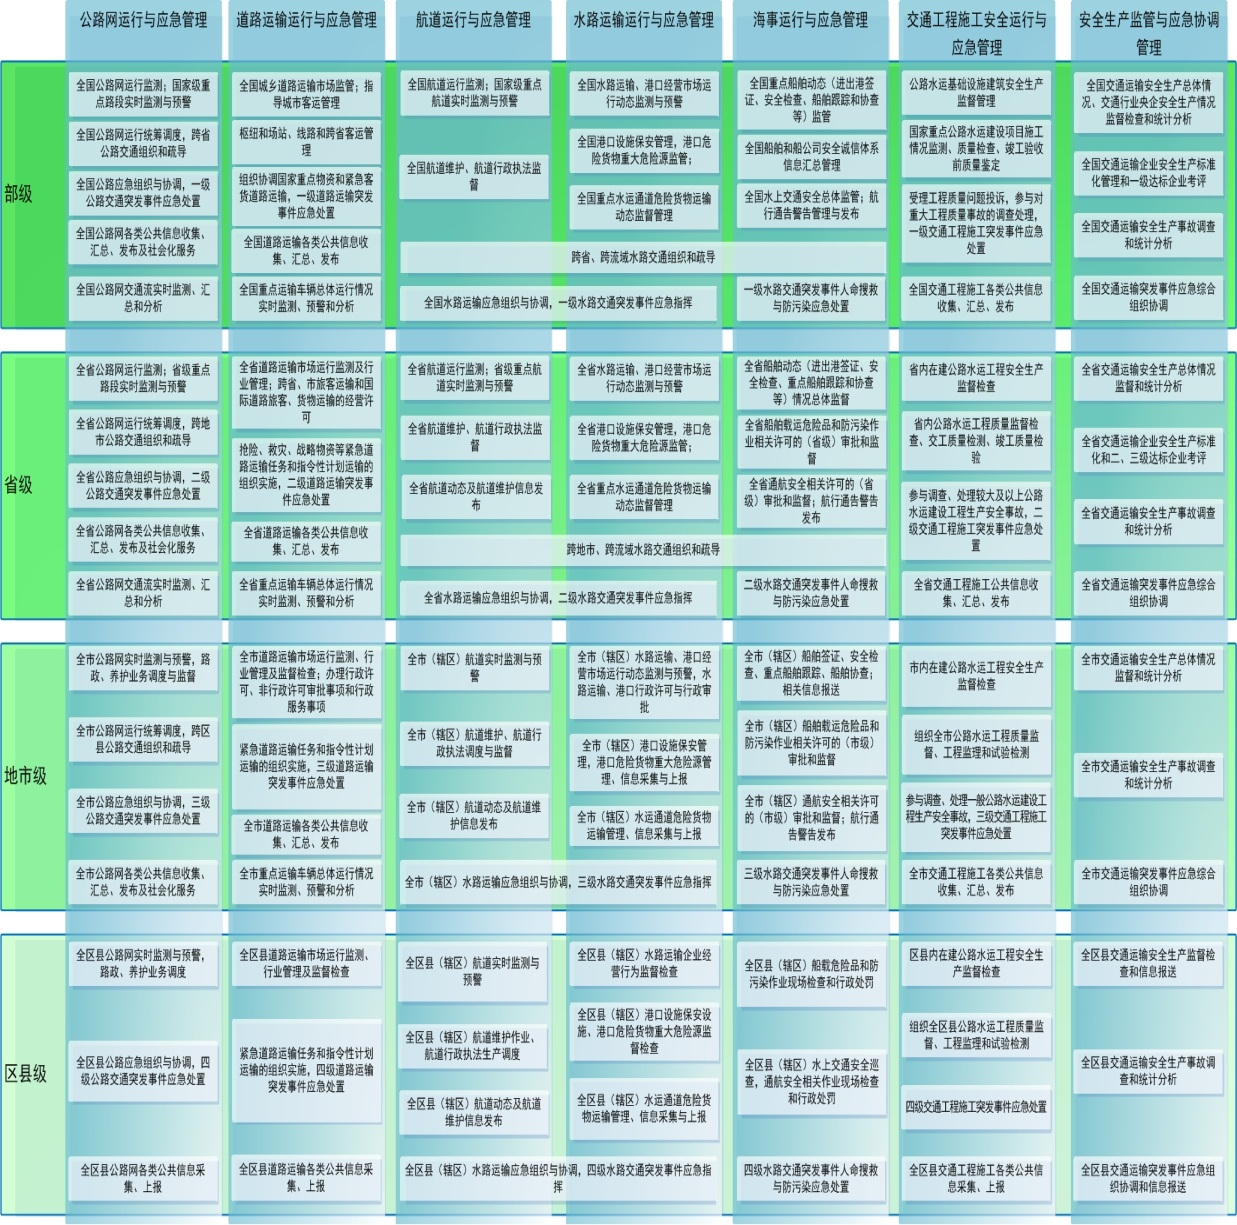 公路网运行与应急管理
道路运输运行与应急管理
航道运行与应急管理
水路运输运行与应急管理
海事运行与应急管理
交通工程施工安全运行与
应急管理
安全生产监管与应急协调
管理
部级
全国公路网运行监测；国家级重
点路段实时监测与预警
全国公路网运行统筹调度，跨省
公路交通组织和疏导
全国公路应急组织与协调，一级
公路交通突发事件应急处置
全国公路网各类公共信息收集、
汇总、发布及社会化服务
全国公路网交通流实时监测、汇
总和分析
全国城乡道路运输市场监管；指
导城市客运管理
枢纽和场站、线路和跨省客运管
理
组织协调国家重点物资和紧急客
货道路运输，一级道路运输突发
事件应急处置
全国道路运输各类公共信息收
集、汇总、发布
全国重点运输车辆总体运行情况
实时监测、预警和分析
全国航道运行监测；国家级重点
航道实时监测与预警
全国航道维护、航道行政执法监
督
全国水路运输、港口经营市场运
行动态监测与预警
全国港口设施保安管理，港口危
险货物重大危险源监管；
全国重点水运通道危险货物运输
动态监督管理
跨省、跨流域水路交通组织和疏导
全国水路运输应急组织与协调，一级水路交通突发事件应急指挥
全国重点船舶动态（进出港签
证、安全检查、船舶跟踪和协查
等）监管
全国船舶和船公司安全诚信体系
信息汇总管理
全国水上交通安全总体监管；航
行通告警告管理与发布
一级水路交通突发事件人命搜救
与防污染应急处置
公路水运基础设施建筑安全生产
监督管理
国家重点公路水运建设项目施工
情况监测、质量检查、竣工验收
前质量鉴定
受理工程质量问题投诉，参与对
重大工程质量事故的调查处理，
一级交通工程施工突发事件应急
处置
全国交通工程施工各类公共信息
收集、汇总、发布
全国交通运输安全生产总体情
况、交通行业央企安全生产情况
监督检查和统计分析
全国交通运输企业安全生产标准
化管理和一级达标企业考评
全国交通运输安全生产事故调查
和统计分析
全国交通运输突发事件应急综合
组织协调
省级
全省公路网运行监测；省级重点
路段实时监测与预警
全省公路网运行统筹调度，跨地
市公路交通组织和疏导
全省公路应急组织与协调，二级
公路交通突发事件应急处置
全省公路网各类公共信息收集、
汇总、发布及社会化服务
全省公路网交通流实时监测、汇
总和分析
全省道路运输市场运行监测及行
业管理；跨省、市旅客运输和国
际道路旅客、货物运输的经营许
可
抢险、救灾、战略物资等紧急道
路运输任务和指令性计划运输的
组织实施，二级道路运输突发事
件应急处置
全省道路运输各类公共信息收
集、汇总、发布
全省重点运输车辆总体运行情况
实时监测、预警和分析
全省航道运行监测；省级重点航
道实时监测与预警
全省航道维护、航道行政执法监
督
全省航道动态及航道维护信息发
布
全省水路运输、港口经营市场运
行动态监测与预警
全省港口设施保安管理，港口危
险货物重大危险源监管；
全省重点水运通道危险货物运输
动态监督管理
跨地市、跨流域水路交通组织和疏导
全省水路运输应急组织与协调，二级水路交通突发事件应急指挥
全省船舶动态（进出港签证、安
全检查、重点船舶跟踪和协查
等）情况总体监督
全省船舶载运危险品和防污染作
业相关许可的（省级）审批和监
督
全省通航安全相关许可的（省
级）审批和监督；航行通告警告
发布
二级水路交通突发事件人命搜救
与防污染应急处置
省内在建公路水运工程安全生产
监督检查
省内公路水运工程质量监督检
查、交工质量检测、竣工质量检
验
参与调查、处理较大及以上公路
水运建设工程生产安全事故，二
级交通工程施工突发事件应急处
置
全省交通工程施工公共信息收
集、汇总、发布
全省交通运输安全生产总体情况
监督和统计分析
全省交通运输企业安全生产标准
化和二、三级达标企业考评
全省交通运输安全生产事故调查
和统计分析
全省交通运输突发事件应急综合
组织协调
地市级
全市公路网实时监测与预警，路
政、养护业务调度与监督
全市公路网运行统筹调度，跨区
县公路交通组织和疏导
全市公路应急组织与协调，三级
公路交通突发事件应急处置
全市公路网各类公共信息收集、
汇总、发布及社会化服务
全市道路运输市场运行监测、行
业管理及监督检查；办理行政许
可、非行政许可审批事项和行政
服务事项
紧急道路运输任务和指令性计划
运输的组织实施，三级道路运输
突发事件应急处置
全市道路运输各类公共信息收
集、汇总、发布
全市重点运输车辆总体运行情况
实时监测、预警和分析
全市（辖区）航道实时监测与预
警
全市（辖区）航道维护、航道行
政执法调度与监督
全市（辖区）航道动态及航道维
护信息发布
全市（辖区）水路运输、港口经
营市场运行动态监测与预警，水
路运输、港口行政许可与行政审
批
全市（辖区）港口设施保安管
理，港口危险货物重大危险源管
理、信息采集与上报
全市（辖区）水运通道危险货物
运输管理、信息采集与上报
全市（辖区）水路运输应急组织与协调，三级水路交通突发事件应急指挥
全市（辖区）船舶签证、安全检
查、重点船舶跟踪、船舶协查；
相关信息报送
全市（辖区）船舶载运危险品和
防污染作业相关许可的（市级）
审批和监督
全市（辖区）通航安全相关许可
的（市级）审批和监督；航行通
告警告发布
三级水路交通突发事件人命搜救
与防污染应急处置
市内在建公路水运工程安全生产
监督检查
组织全市公路水运工程质量监
督、工程监理和试验检测
参与调查、处理一般公路水运建设工
程生产安全事故，三级交通工程施工
突发事件应急处置
全市交通工程施工各类公共信息
收集、汇总、发布
全市交通运输安全生产总体情况
监督和统计分析
全市交通运输安全生产事故调查
和统计分析
全市交通运输突发事件应急综合
组织协调
区县级
全区县公路网实时监测与预警，
路政、养护业务调度
全区县公路应急组织与协调，四
级公路交通突发事件应急处置
全区县公路网各类公共信息采
集、上报
全区县道路运输市场运行监测、
行业管理及监督检查
紧急道路运输任务和指令性计划
运输的组织实施，四级道路运输
突发事件应急处置
全区县道路运输各类公共信息采
集、上报
全区县（辖区）航道实时监测与
预警
全区县（辖区）航道维护作业、
航道行政执法生产调度
全区县（辖区）航道动态及航道
维护信息发布
全区县（辖区）水路运输企业经
营行为监督检查
全区县（辖区）港口设施保安设
施、港口危险货物重大危险源监
督检查
全区县（辖区）水运通道危险货
物运输管理、信息采集与上报
全区县（辖区）水路运输应急组织与协调，四级水路交通突发事件应急指
挥
全区县（辖区）船载危险品和防
污染作业现场检查和行政处罚
全区县（辖区）水上交通安全巡
查，通航安全相关作业现场检查
和行政处罚
四级水路交通突发事件人命搜救
与防污染应急处置
区县内在建公路水运工程安全生
产监督检查
组织全区县公路水运工程质量监
督、工程监理和试验检测
四级交通工程施工突发事件应急处置
全区县交通工程施工各类公共信
息采集、上报
全区县交通运输安全生产监督检
查和信息报送
全区县交通运输安全生产事故调
查和统计分析
全区县交通运输突发事件应急组
织协调和信息报送